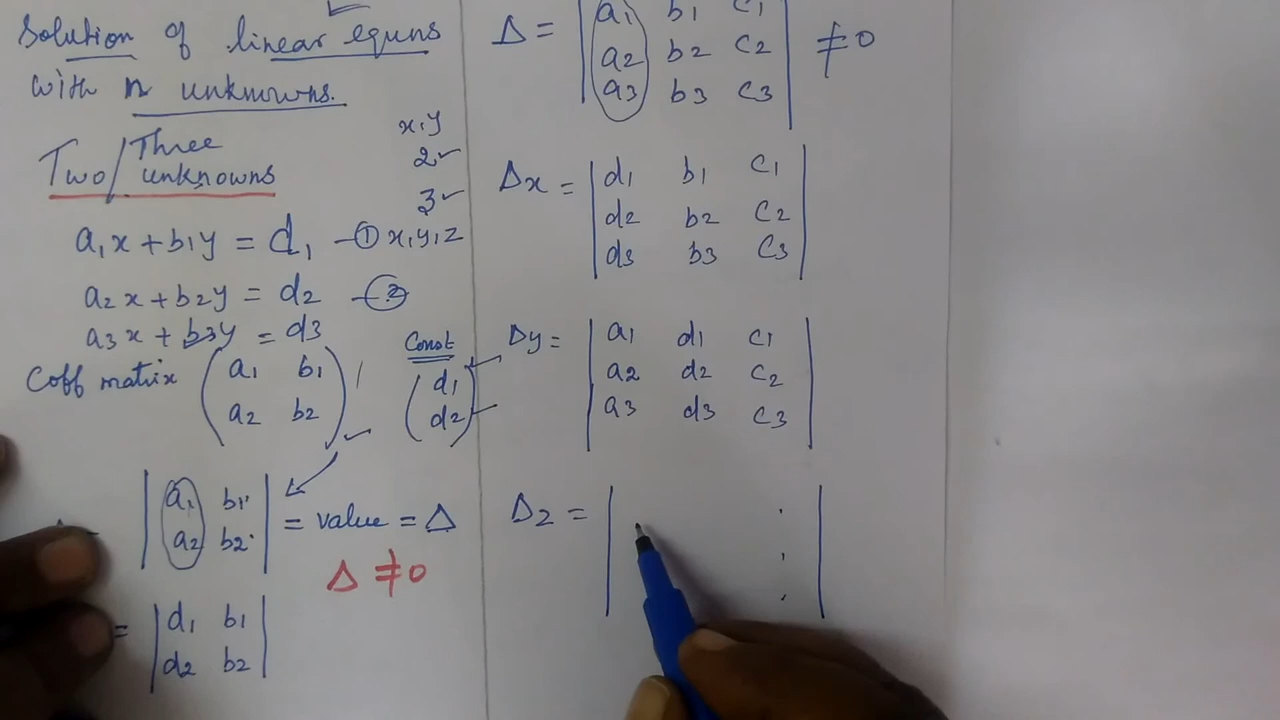 Solution of linear equns
with n unknowns.
Two/Three unknowns
x,y
2✓
3✓
a1x + b1y = d1 —① x,y,z
a2x + b2y = d2 —②
a3x + b3y = d3
Coff matrix ( a1 b1
a2 b2 )
Const
( d1
d2 )
| a1 b1 |
| a2 b2 | = value = Δ
Δ ≠ 0
= | d1 b1 |
| d2 b2 |
Δ = | a1 b1 c1 |
| a2 b2 c2 | ≠ 0
| a3 b3 c3 |
Δx = | d1 b1 c1 |
| d2 b2 c2 |
| d3 b3 c3 |
Δy = | a1 d1 c1 |
| a2 d2 c2 |
| a3 d3 c3 |
Δz = | |